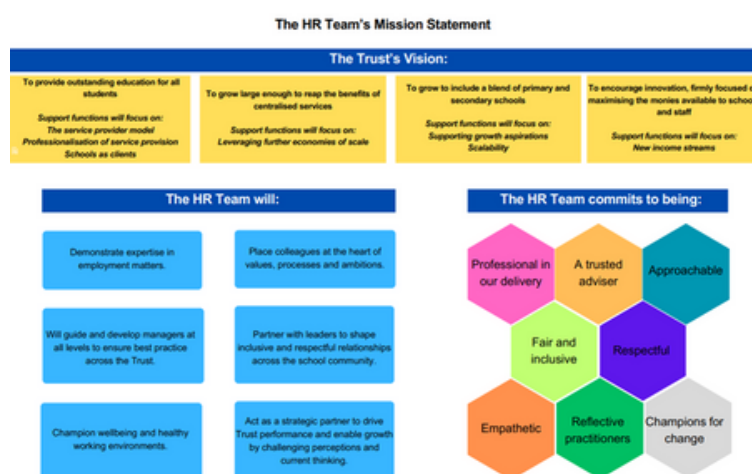 The HR Team's Mission Statement
The Trust's Vision:
To provide outstanding education for all
students
Support functions will focus on:
The service provider model
Professionalisation of service provision
Schools as clients
To grow large enough to reap the benefits of
centralised services
Support functions will focus on:
Leveraging further economies of scale
To grow to include a blend of primary and
secondary schools
Support functions will focus on:
Supporting growth aspirations
Scalability
To encourage innovation, firmly focused
maximising the monies available to
and staff
Support functions will focus on:
New income streams
The HR Team will:
Demonstrate expertise in
employment matters.
Place colleagues at the heart of
values, processes and ambitions.
Will guide and develop managers at
all levels to ensure best practice
across the Trust.
Partner with leaders to shape
inclusive and respectful relationships
across the school community.
Champion wellbeing and healthy
working environments.
Act as a strategic partner to drive
Trust performance and enable growth
by challenging perceptions and
current thinking.
The HR Team commits to being:
Professional in
our delivery
A trusted
adviser
Approachable
Fair and
inclusive
Respectful
Empathetic
Reflective
practitioners
Champions for
change